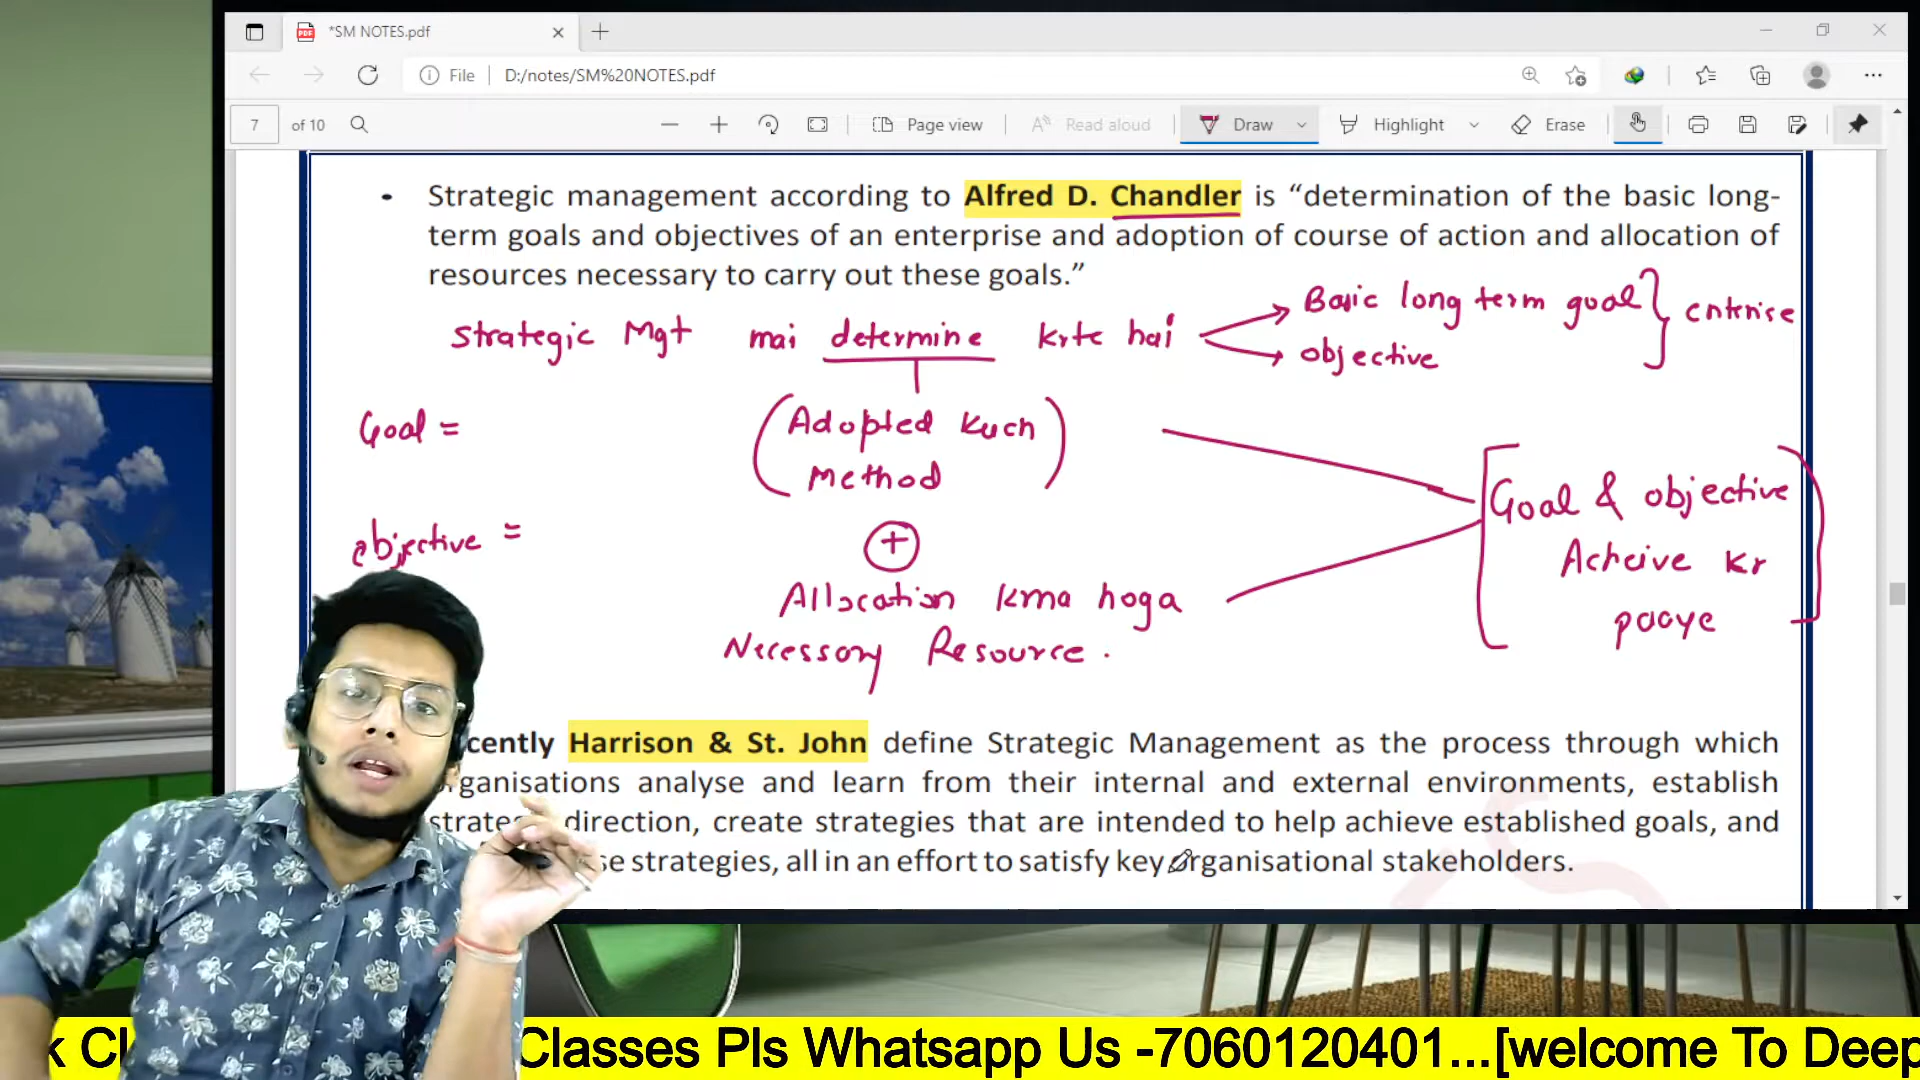 *SM NOTES.pdf
File D:/notes/SM%20NOTES.pdf
7 of 10 Page view Read aloud Draw Highlight Erase
• Strategic management according to Alfred D. Chandler is “determination of the basic long-
term goals and objectives of an enterprise and adoption of course of action and allocation of
resources necessary to carry out these goals.”
Strategic Mgt mai determine krte hai
Basic long term goal
objective
Goal =
(Adopted kuch
Method)
objective =
+
Allocation
hoga
Necessory Resource.
Goal & objective
Acheive kr
paaye
cently Harrison & St. John define Strategic Management as the process through which
ganisations analyse and learn from their internal and external environments, establish
strate direction, create strategies that are intended to help achieve established goals, and
se strategies, all in an effort to satisfy key organisational stakeholders.
k Cl Classes Pls Whatsapp Us -7060120401...[welcome To Deep